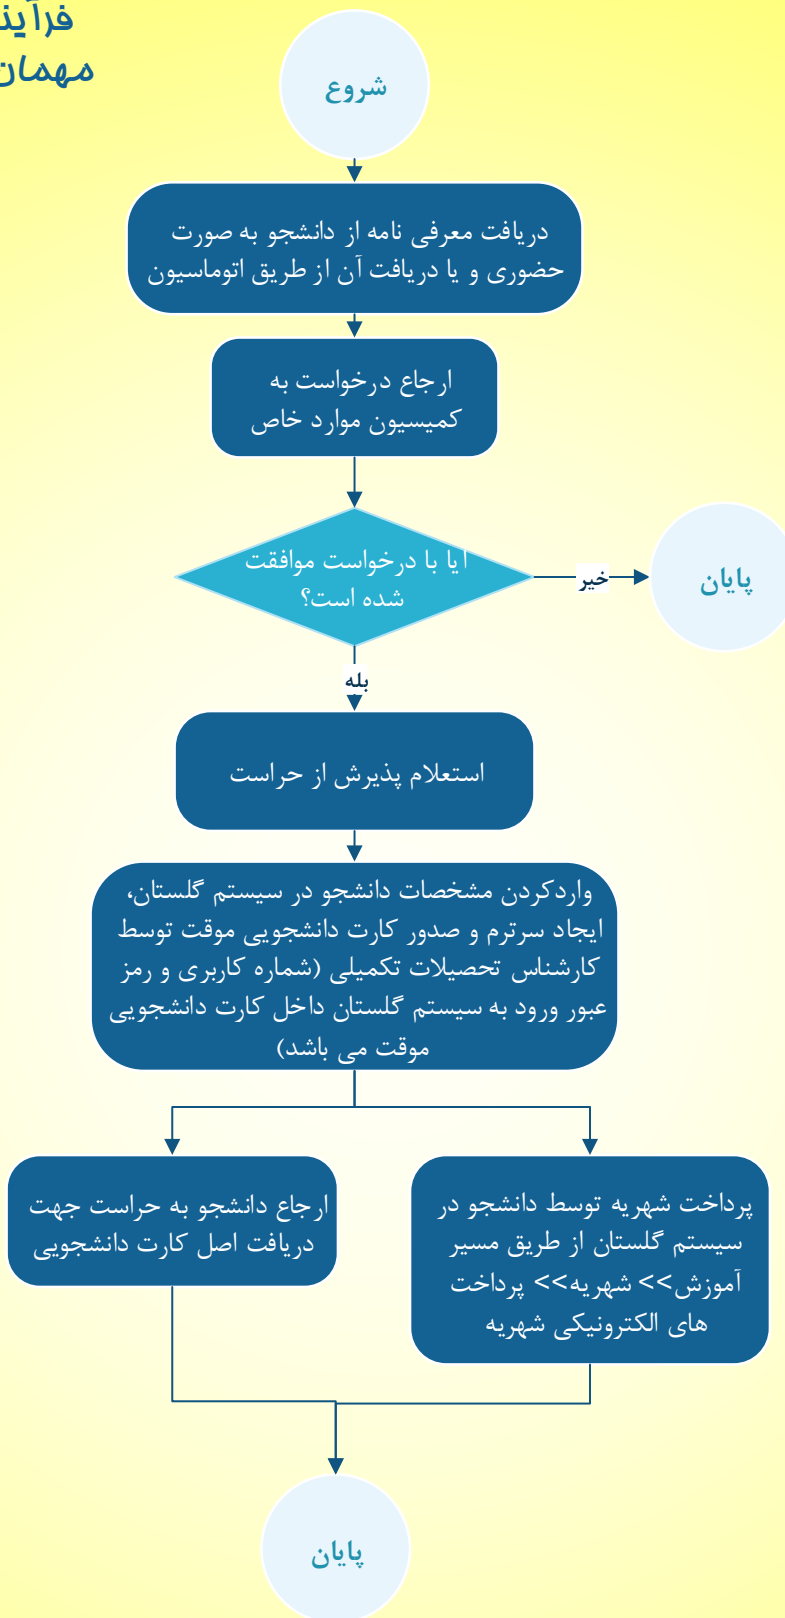 مهمان
شروع
دریافت معرفی نامه از دانشجو به صورت
حضوری و یا دریافت آن از طریق اتوماسیون
ارجاع درخواست به
کمیسیون موارد خاص
آیا با درخواست موافقت
شده است؟
خیر
پایان
بله
استعلام پذیرش از حراست
واردکردن مشخصات دانشجو در سیستم گلستان،
ایجاد سرترم و صدور کارت دانشجویی موقت توسط
کارشناس تحصیلات تکمیلی (شماره کاربری و رمز
عبور ورود به سیستم گلستان داخل کارت دانشجویی
موقت می باشد)
پرداخت شهریه توسط دانشجو در
سیستم گلستان از طریق مسیر
آموزش>> شهریه>> پرداخت
های الکترونیکی شهریه
ارجاع دانشجو به حراست جهت
دریافت اصل کارت دانشجویی
پایان